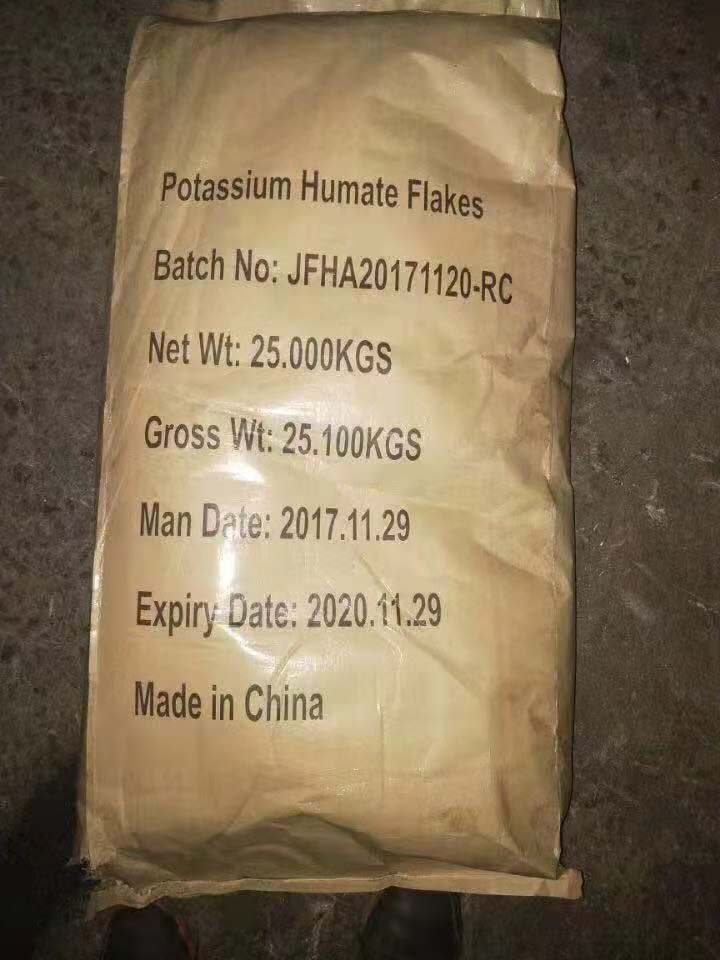 Potassium Humate Flakes
Batch No: JFHA20171120-RC
Net Wt: 25.000KGS
Gross Wt: 25.100KGS
Man Date: 2017.11.29
Expiry Date: 2020.11.29
Made in China